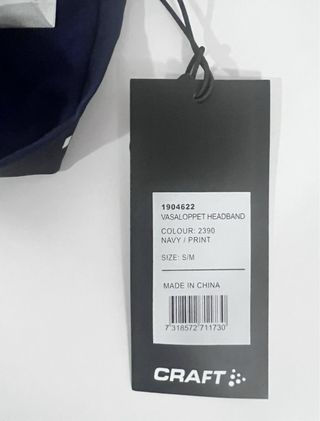 1904622
VASALOPPET HEADBAND
COLOUR: 2390
NAVY / PRINT
SIZE: S/M
MADE IN CHINA
7 318572 711730
CRAFT